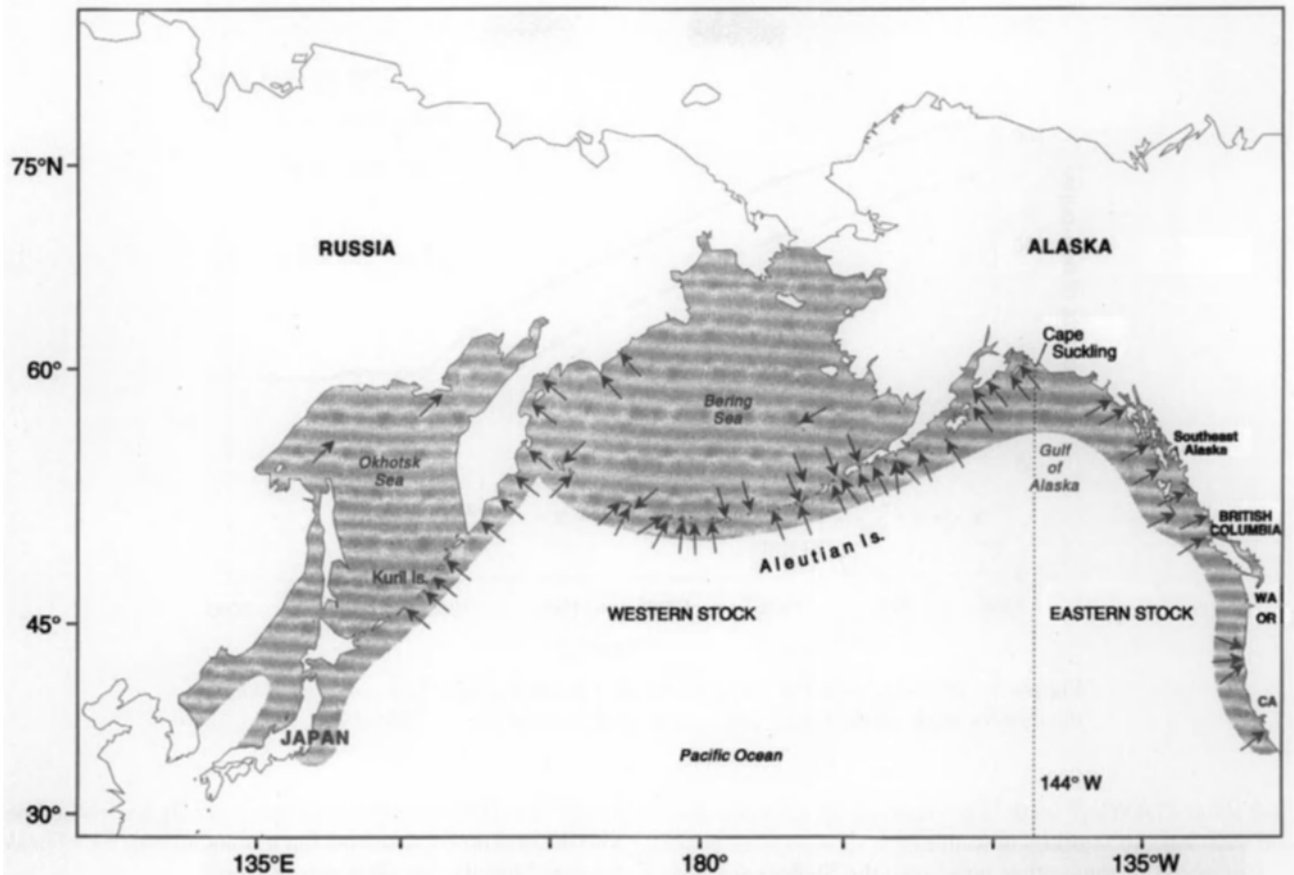 75°N
RUSSIA
ALASKA
Cape
Suckling
60°
Bering
Sea
Okhotsk
Sea
Gulf
of
Alaska
Southeast
Alaska
BRITISH
COLUMBIA
Aleutian Is.
Kuril Is.
WESTERN STOCK
EASTERN STOCK
WA
OR
45°
CA
JAPAN
Pacific Ocean
144° W
30°
135°E
180°
135°W